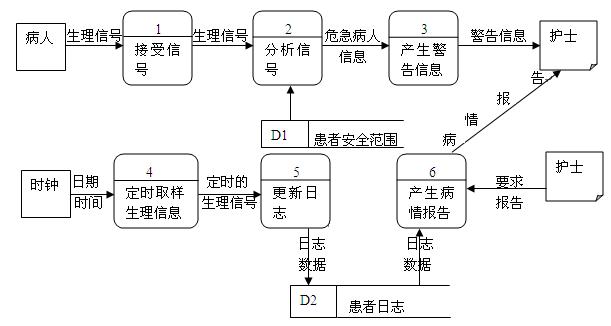 病人
生理信号
1
接受信
号
生理信号
2
分析信
号
危急病人
信息
3
产生警
告信息
警告信息
护士
D1
患者安全范围
病
情
报
告
时钟
日期
时间
4
定时取样
生理信息
定时的
生理信号
5
更新日
志
6
产生病
情报告
要求
报告
护士
日志
数据
日志
数据
D2
患者日志